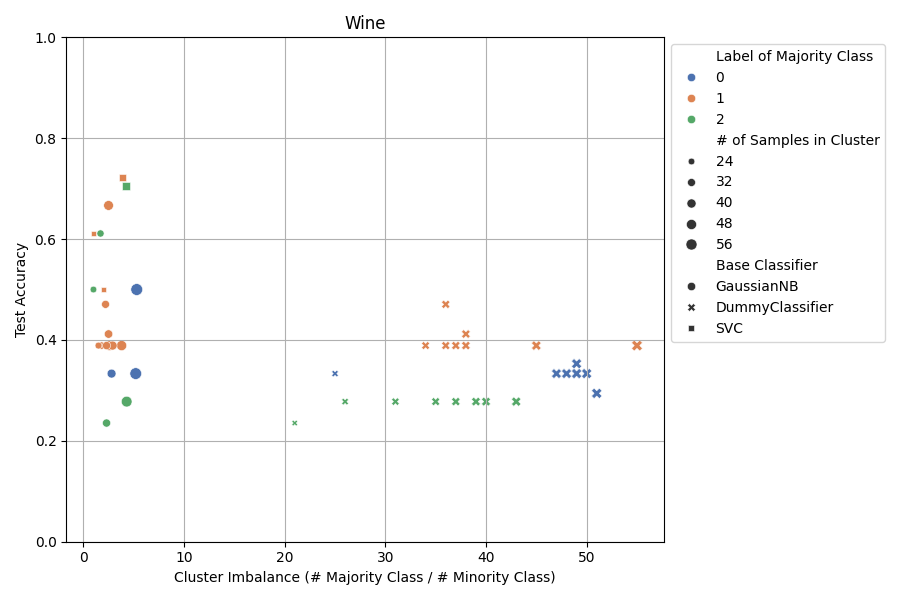 Wine
1.0
0.8
0.6
0.4
0.2
0.0
Test Accuracy
0 10 20 30 40 50
Cluster Imbalance (# Majority Class / # Minority Class)
Label of Majority Class
0
1
2
# of Samples in Cluster
24
32
40
48
56
Base Classifier
GaussianNB
DummyClassifier
SVC